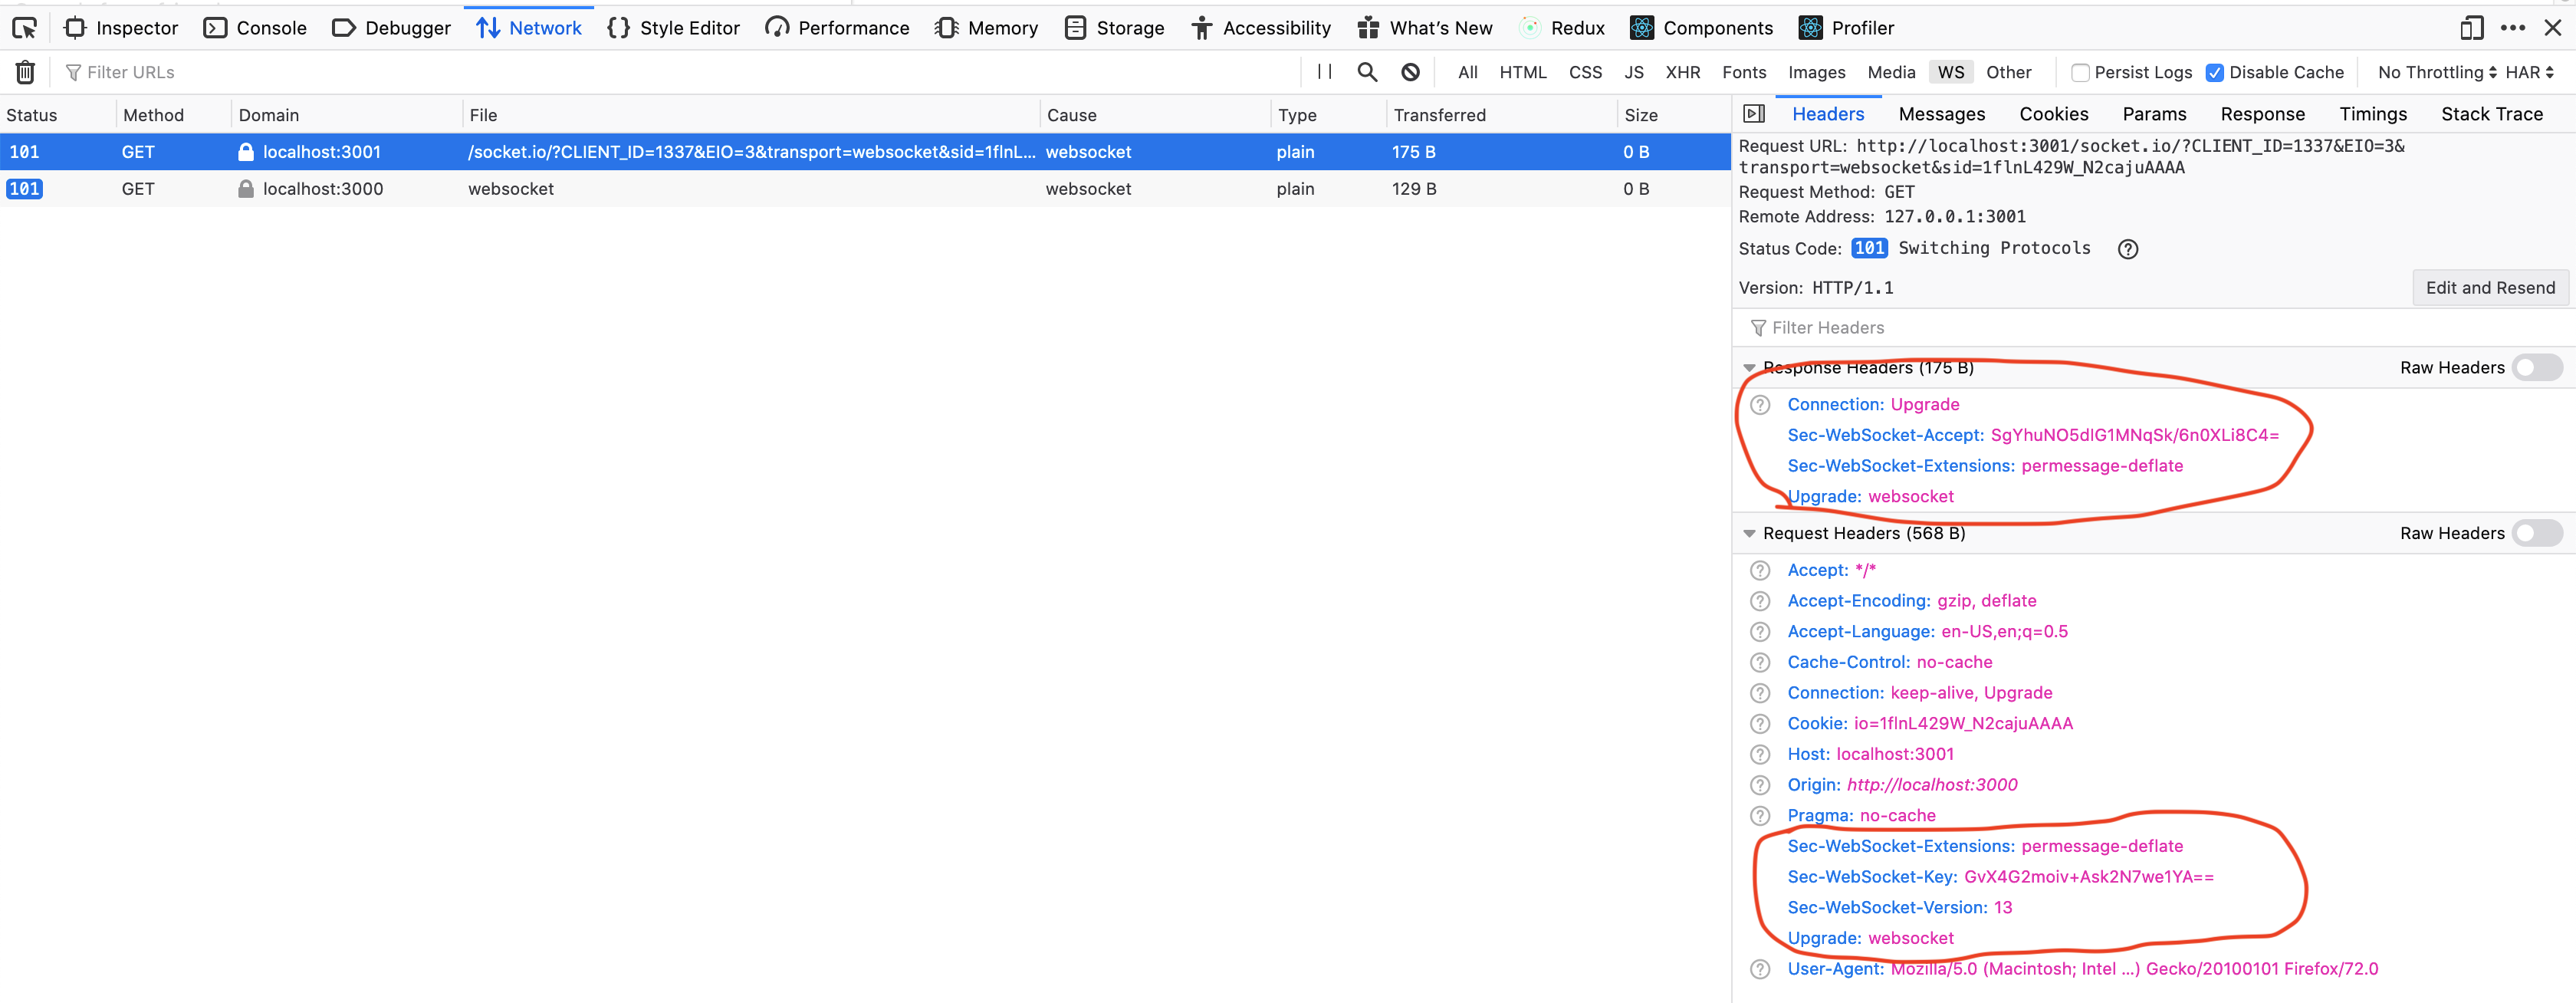 Inspector Console Debugger Network Style Editor Performance Memory Storage Accessibility What's New Redux Components Profiler
Filter URLs All HTML CSS JS XHR Fonts Images Media WS Other Persist Logs Disable Cache No Throttling HAR
Status Method Domain File Cause Type Transferred Size
101 GET localhost:3001 /socket.io/?CLIENT_ID=1337&EIO=3&transport=websocket&sid=1flnL... websocket plain 175 B 0 B
101 GET localhost:3000 websocket websocket plain 129 B 0 B
Headers Messages Cookies Params Response Timings Stack Trace
Request URL: http://localhost:3001/socket.io/?CLIENT_ID=1337&EIO=3&
transport=websocket&sid=1flnL429W_N2cajuAAAA
Request Method: GET
Remote Address: 127.0.0.1:3001
Status Code: 101 Switching Protocols
Version: HTTP/1.1 Edit and Resend
Filter Headers
Response Headers (175 B) Raw Headers
Connection: Upgrade
Sec-WebSocket-Accept: SgYhuNO5dlG1MNqSk/6n0XLi8C4=
Sec-WebSocket-Extensions: permessage-deflate
Upgrade: websocket
Request Headers (568 B) Raw Headers
Accept: */*
Accept-Encoding: gzip, deflate
Accept-Language: en-US,en;q=0.5
Cache-Control: no-cache
Connection: keep-alive, Upgrade
Cookie: io=1flnL429W_N2cajuAAAA
Host: localhost:3001
Origin: http://localhost:3000
Pragma: no-cache
Sec-WebSocket-Extensions: permessage-deflate
Sec-WebSocket-Key: GvX4G2moiv+Ask2N7we1YA==
Sec-WebSocket-Version: 13
Upgrade: websocket
User-Agent: Mozilla/5.0 (Macintosh; Intel ...) Gecko/20100101 Firefox/72.0